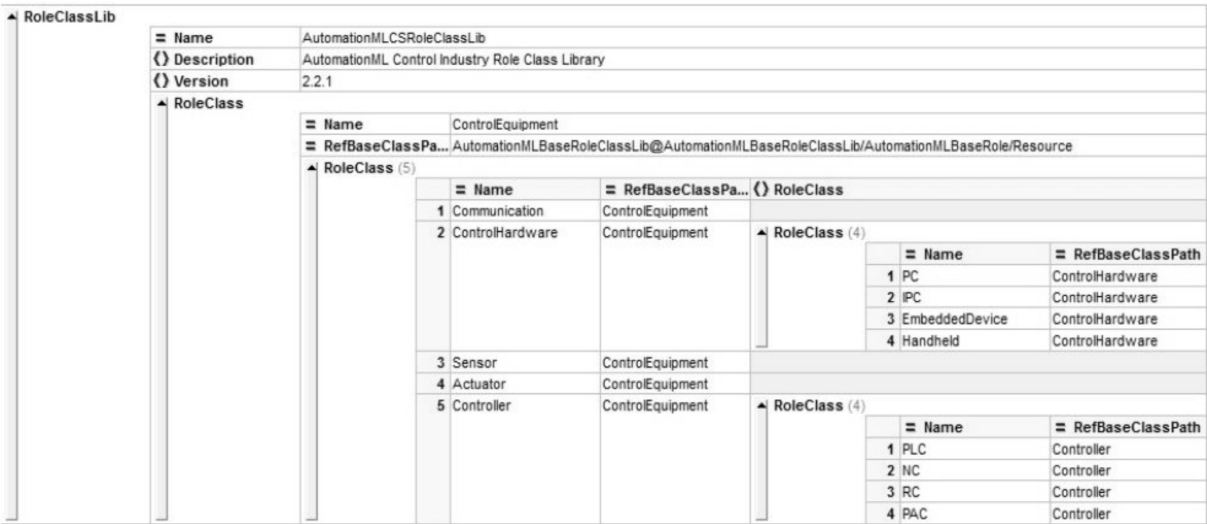 RoleClassLib
= Name AutomationMLCSRoleClassLib
() Description AutomationML Control Industry Role Class Library
() Version 2.2.1
RoleClass
= Name ControlEquipment
= RefBaseClassPa... AutomationMLBaseRoleClassLib@AutomationMLBaseRoleClassLib/AutomationMLBaseRole/Resource
RoleClass (5)
= Name = RefBaseClassPa... () RoleClass
1 Communication ControlEquipment
2 ControlHardware ControlEquipment RoleClass (4)
= Name = RefBaseClassPath
1 PC ControlHardware
2 IPC ControlHardware
3 EmbeddedDevice ControlHardware
4 Handheld ControlHardware
3 Sensor ControlEquipment
4 Actuator ControlEquipment
5 Controller ControlEquipment RoleClass (4)
= Name = RefBaseClassPath
1 PLC Controller
2 NC Controller
3 RC Controller
4 PAC Controller